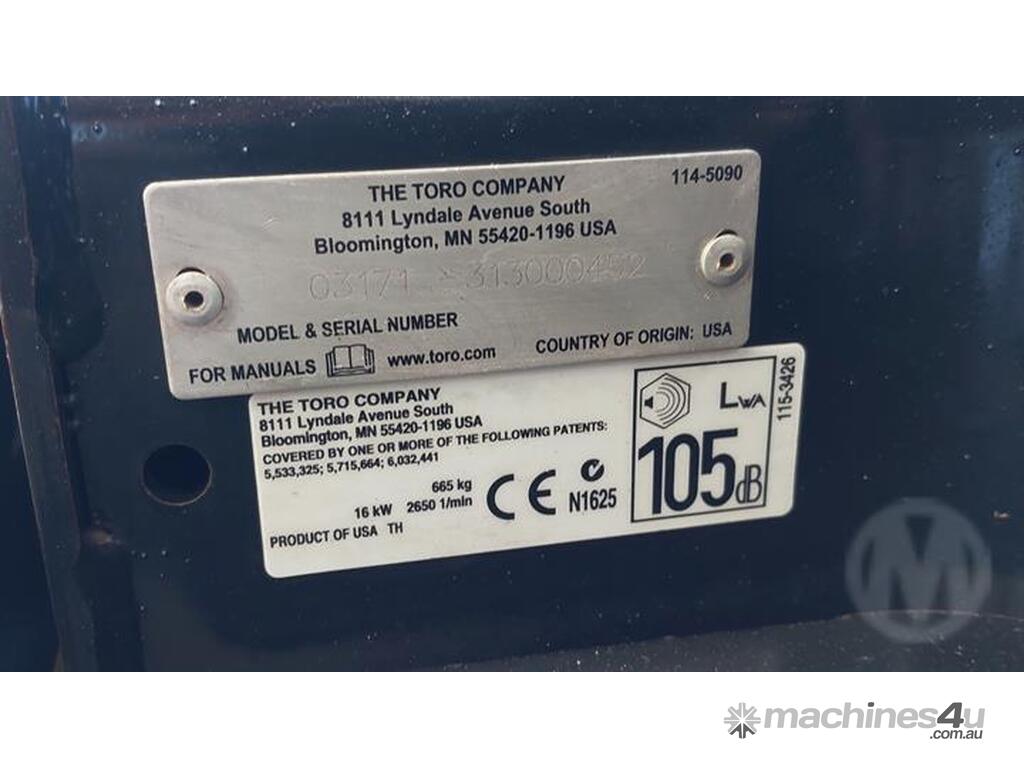 THE TORO COMPANY
114-5090
8111 Lyndale Avenue South
Bloomington, MN 55420-1196 USA
03171 313000452
MODEL & SERIAL NUMBER
FOR MANUALS www.toro.com
COUNTRY OF ORIGIN: USA
THE TORO COMPANY
8111 Lyndale Avenue South
Bloomington, MN 55420-1196 USA
COVERED BY ONE OR MORE OF THE FOLLOWING PATENTS:
5,533,325; 5,715,664; 6,032,441
665 kg
16 kW 2650 1/min
PRODUCT OF USA TH
CE
N1625
LWA
105 dB
115-3426
M
machines4u
.com.au